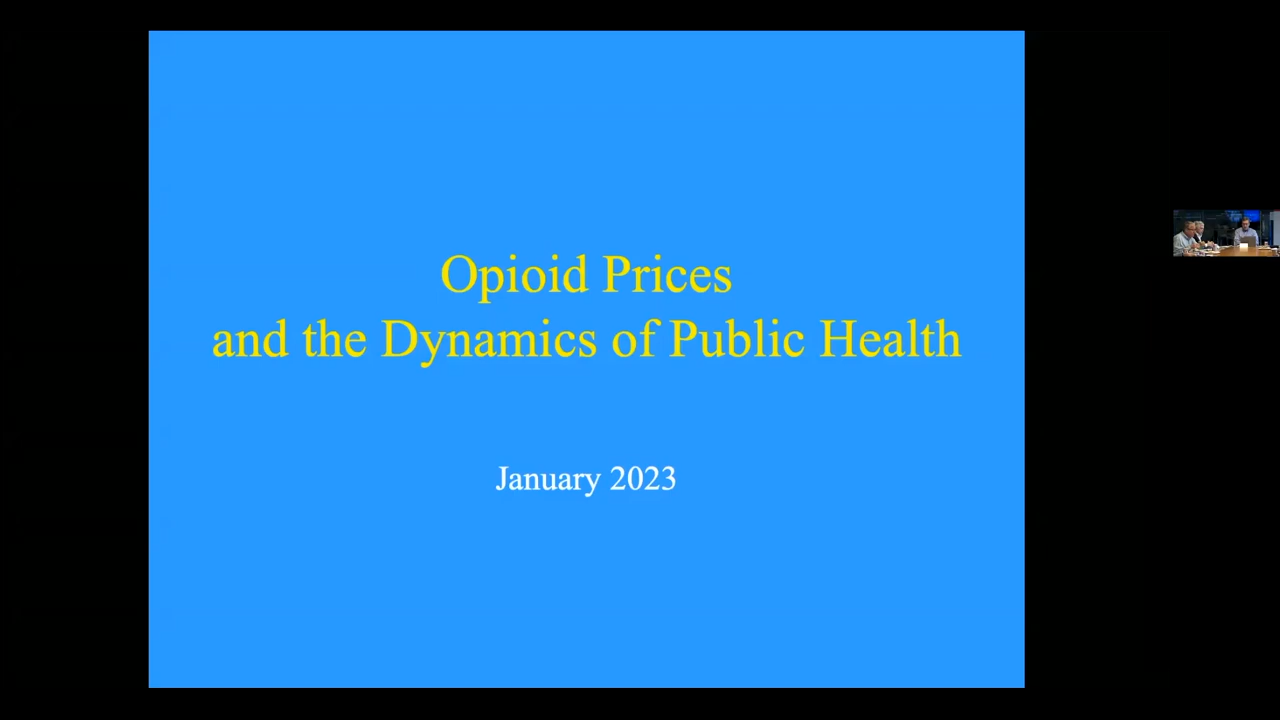 Opioid Prices
and the Dynamics of Public Health
January 2023